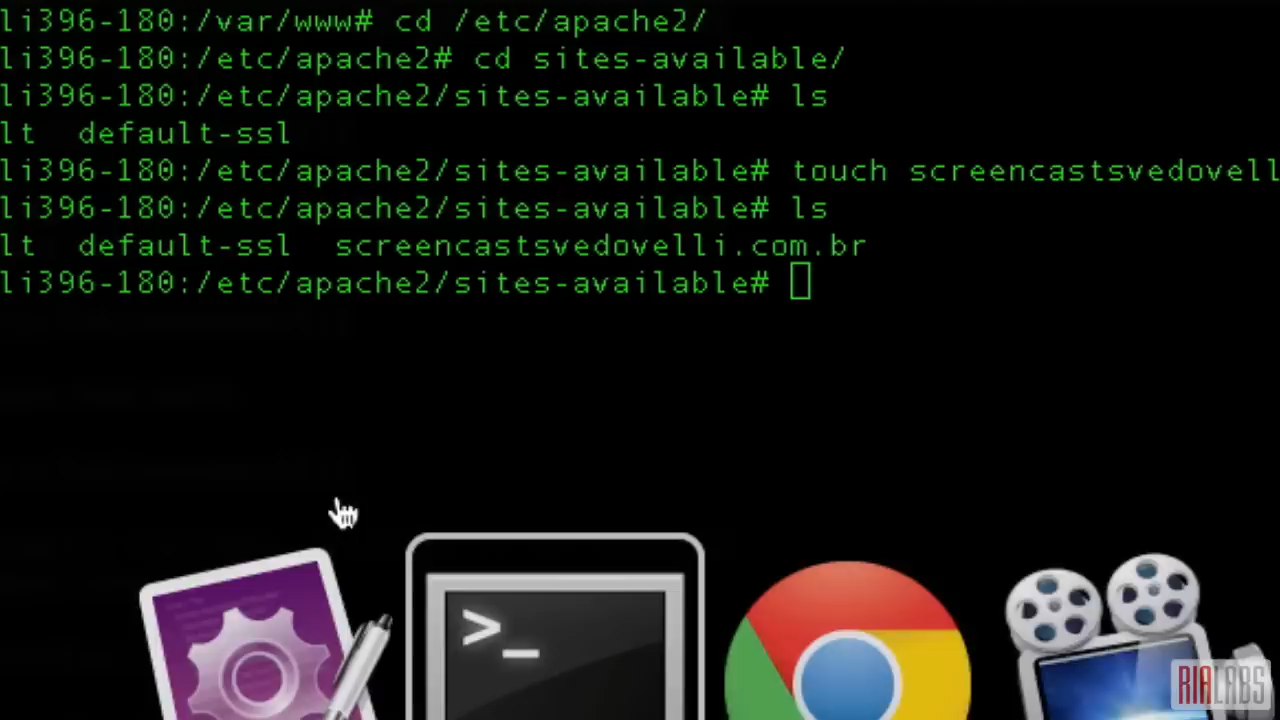 li396-180:/var/www# cd /etc/apache2/
li396-180:/etc/apache2# cd sites-available/
li396-180:/etc/apache2/sites-available# ls
lt  default-ssl
li396-180:/etc/apache2/sites-available# touch screencastsvedovell
li396-180:/etc/apache2/sites-available# ls
lt  default-ssl  screencastsvedovelli.com.br
li396-180:/etc/apache2/sites-available#
>_
RIALABS